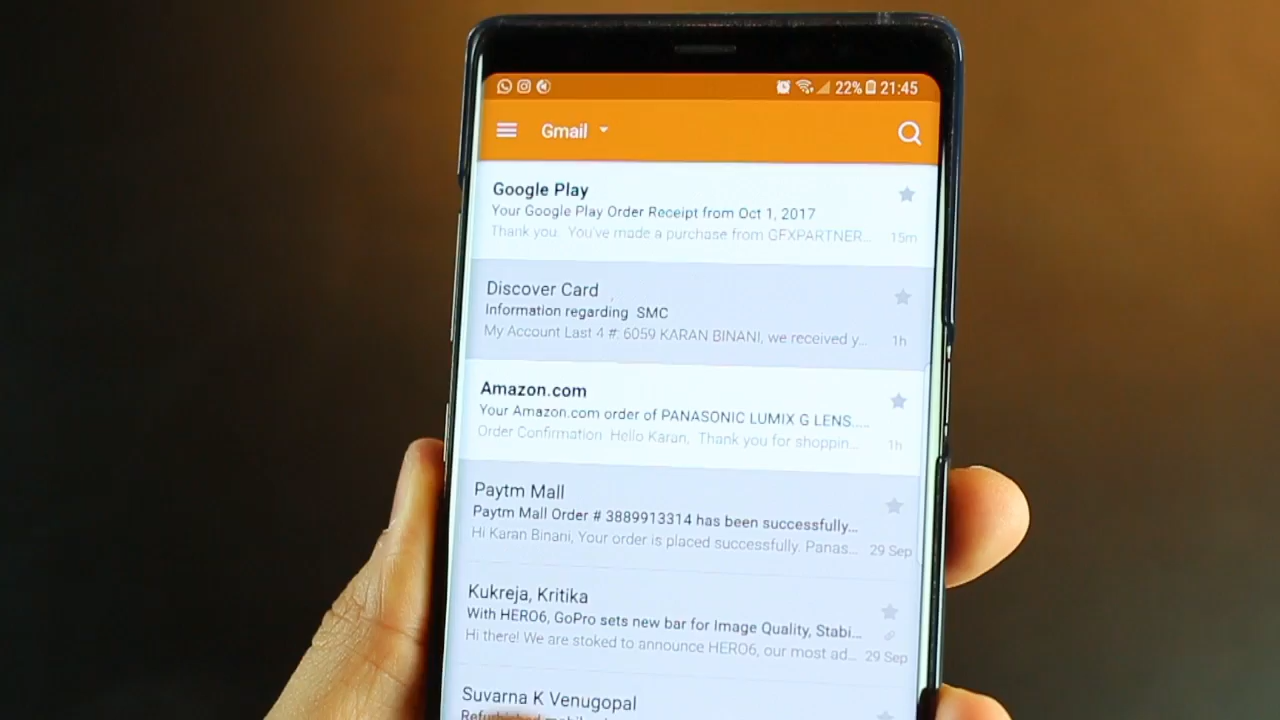 22% 21:45
Gmail
Google Play
Your Google Play Order Receipt from Oct 1, 2017
Thank you. You've made a purchase from GFXPARTNER... 15m
Discover Card
Information regarding SMC
My Account Last 4 #: 6059 KARAN BINANI, we received y... 1h
Amazon.com
Your Amazon.com order of PANASONIC LUMIX G LENS.....
Order Confirmation Hello Karan, Thank you for shoppin... 1h
Paytm Mall
Paytm Mall Order # 3889913314 has been successfully...
Hi Karan Binani, Your order is placed successfully. Panas... 29 Sep
Kukreja, Kritika
With HERO6, GoPro sets new bar for Image Quality, Stabi...
Hi there! We are stoked to announce HERO6, our most ad... 29 Sep
Suvarna K Venugopal
Refurbished